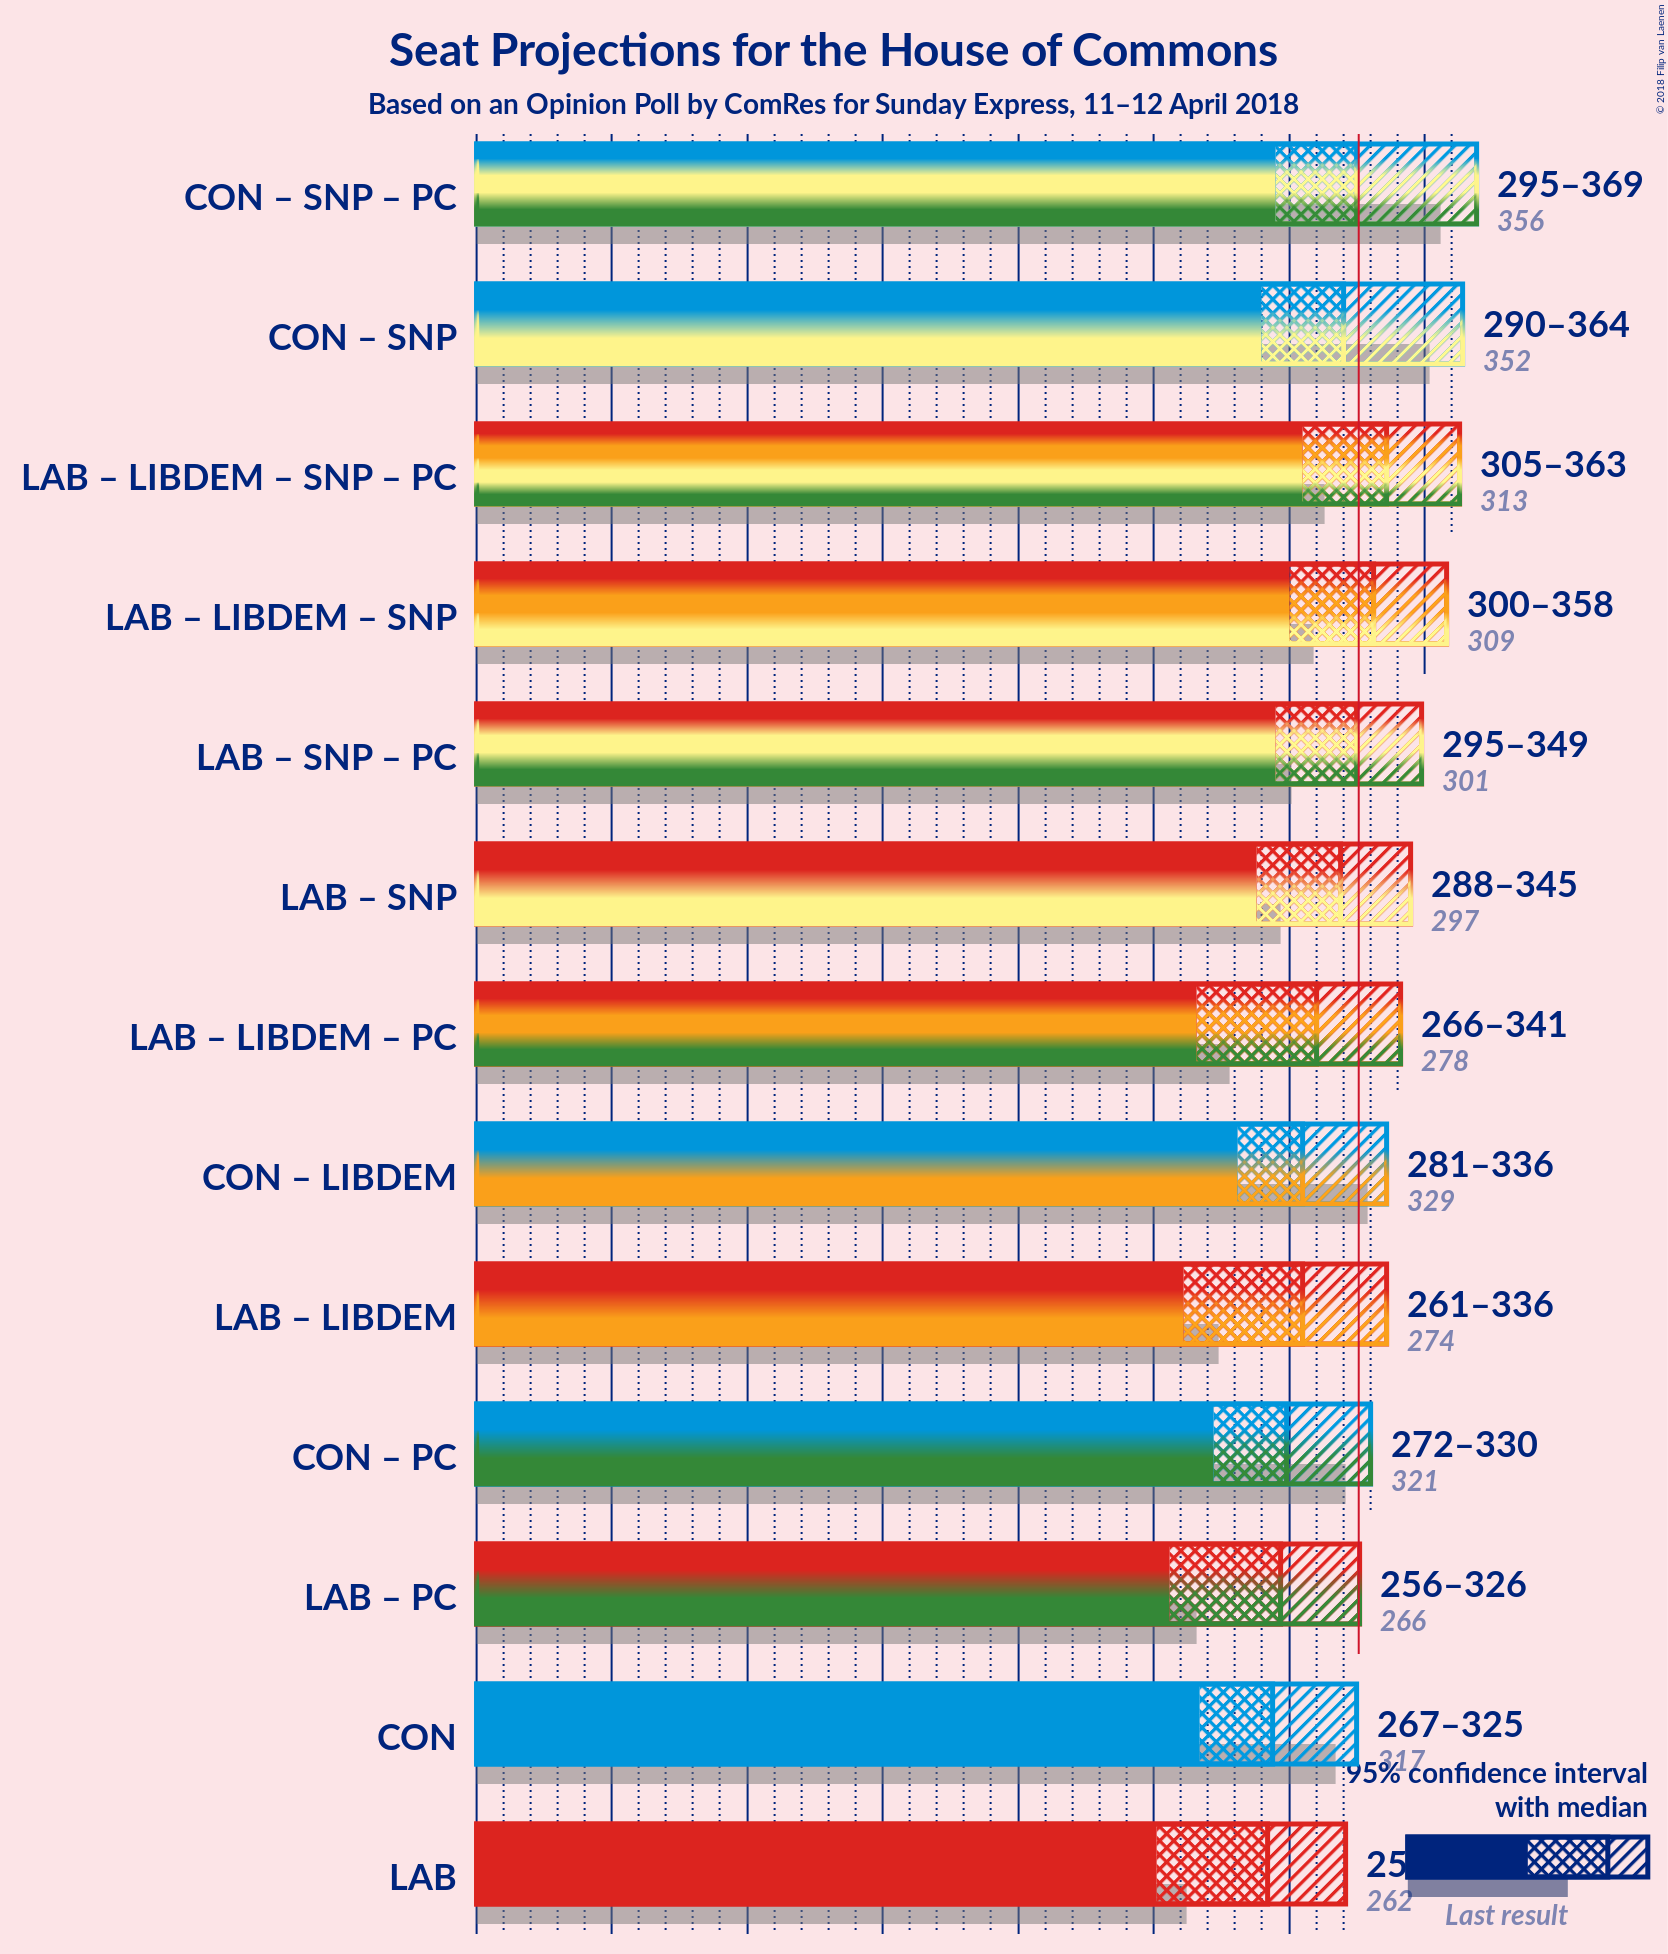 Seat Projections for the House of Commons
Based on an Opinion Poll by ComRes for Sunday Express, 11–12 April 2018
© 2018 Filip van Laenen
CON – SNP – PC
295–369
356
CON – SNP
290–364
352
LAB – LIBDEM – SNP – PC
305–363
313
LAB – LIBDEM – SNP
300–358
309
LAB – SNP – PC
295–349
301
LAB – SNP
288–345
297
LAB – LIBDEM – PC
266–341
278
CON – LIBDEM
281–336
329
LAB – LIBDEM
261–336
274
CON – PC
272–330
321
LAB – PC
256–326
266
CON
267–325
317
95% confidence interval
with median
LAB
25
262
Last result